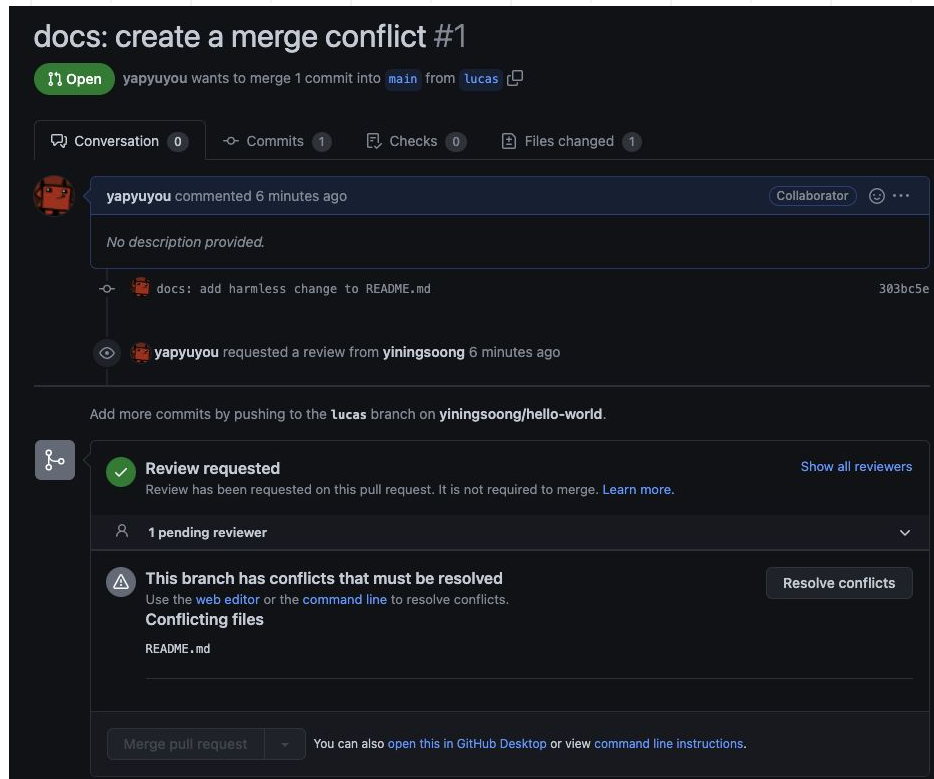 docs: create a merge conflict #1
Open yapyuyou wants to merge 1 commit into main from lucas
Conversation 0 Commits 1 Checks 0 Files changed 1
yapyuyou commented 6 minutes ago Collaborator
No description provided.
docs: add harmless change to README.md 303bc5e
yapyuyou requested a review from yiningsoong 6 minutes ago
Add more commits by pushing to the lucas branch on yiningsoong/hello-world.
Review requested Show all reviewers
Review has been requested on this pull request. It is not required to merge. Learn more.
1 pending reviewer
This branch has conflicts that must be resolved Resolve conflicts
Use the web editor or the command line to resolve conflicts.
Conflicting files
README.md
Merge pull request You can also open this in GitHub Desktop or view command line instructions.